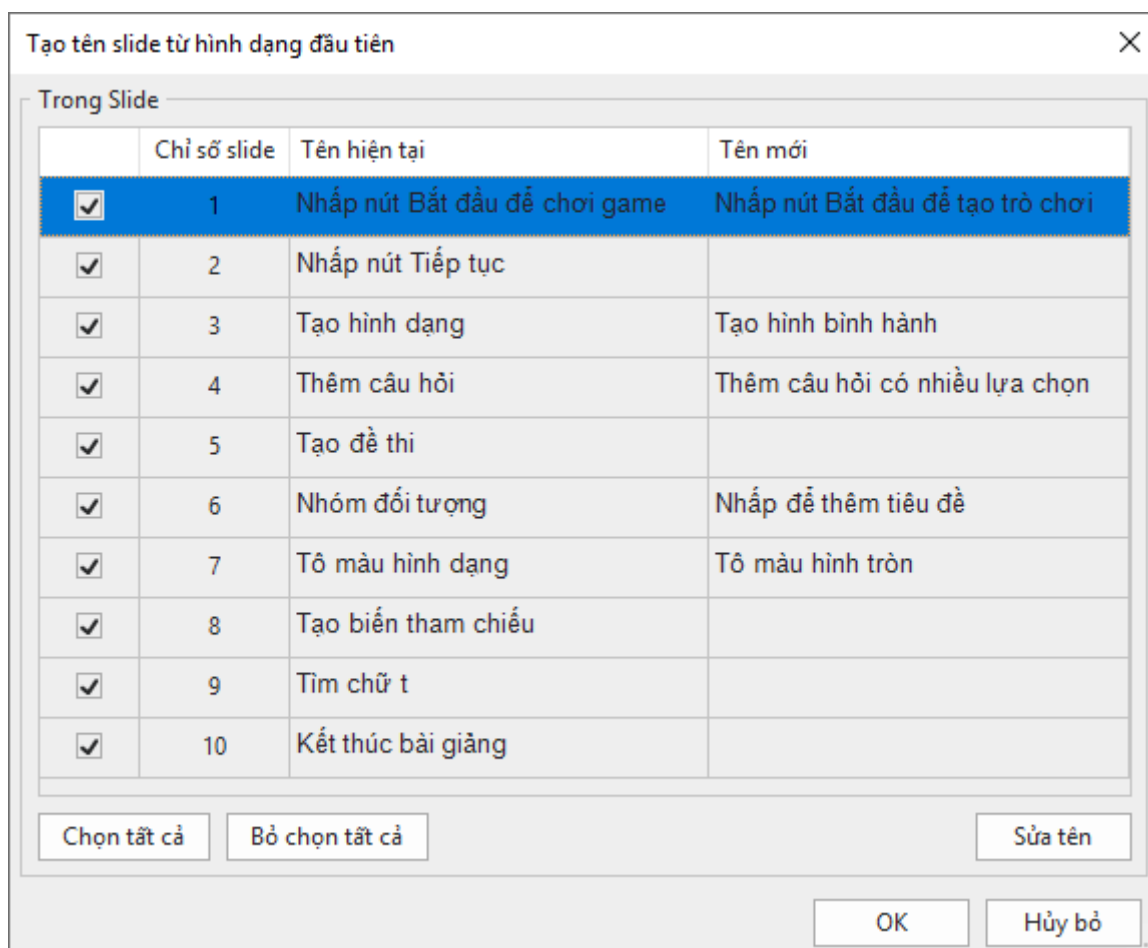 Tạo tên slide từ hình dạng đầu tiên
Trong Slide
Chỉ số slide Tên hiện tại Tên mới
1 Nhấp nút Bắt đầu để chơi game Nhấp nút Bắt đầu để tạo trò chơi
2 Nhấp nút Tiếp tục
3 Tạo hình dạng Tạo hình bình hành
4 Thêm câu hỏi Thêm câu hỏi có nhiều lựa chọn
5 Tạo đề thi
6 Nhóm đối tượng Nhấp để thêm tiêu đề
7 Tô màu hình dạng Tô màu hình tròn
8 Tạo biến tham chiếu
9 Tìm chữ t
10 Kết thúc bài giảng
Chọn tất cả Bỏ chọn tất cả Sửa tên
OK Hủy bỏ